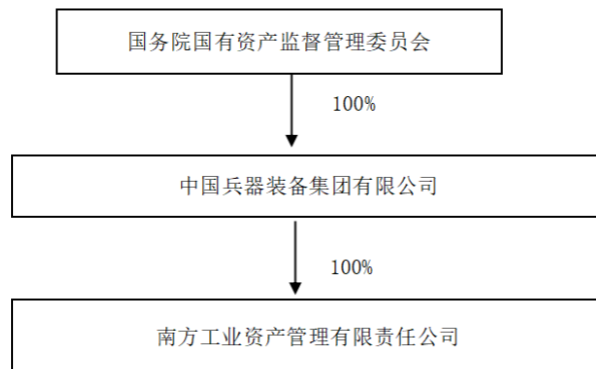 国务院国有资产监督管理委员会
100%
中国兵器装备集团有限公司
100%
南方工业资产管理有限责任公司